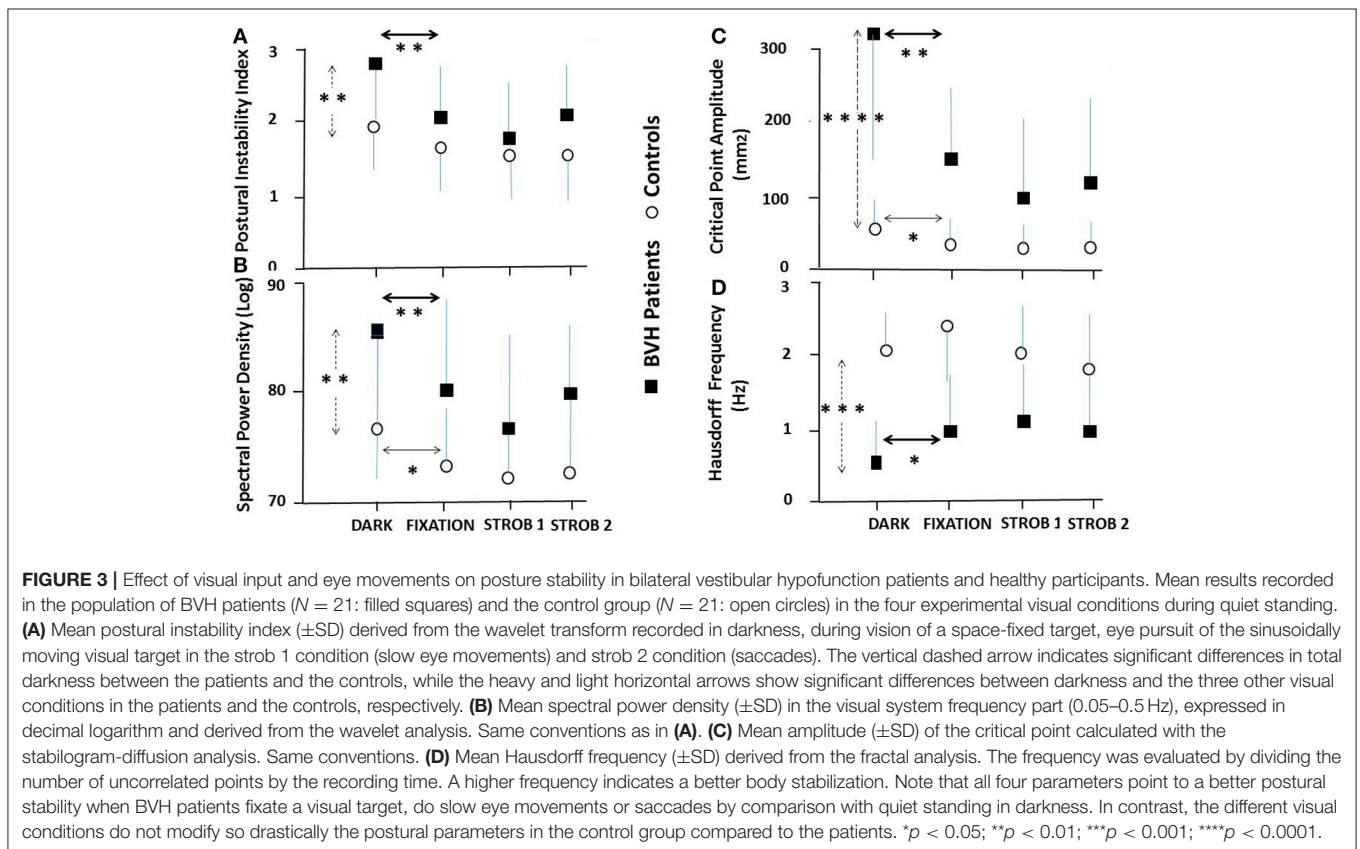 A
Postural Instability Index
3
2
1
0
* *
* *
B
Spectral Power Density (Log)
90
80
70
* *
* *
*
DARK FIXATION STROB 1 STROB 2
BVH Patients Controls
C
Critical Point Amplitude
(mm2)
300
200
100
0
* *
* * * *
*
D
Hausdorff Frequency
(Hz)
3
2
1
0
* * *
*
DARK FIXATION STROB 1 STROB 2
FIGURE 3 | Effect of visual input and eye movements on posture stability in bilateral vestibular hypofunction patients and healthy participants. Mean results recorded
in the population of BVH patients (N = 21: filled squares) and the control group (N = 21: open circles) in the four experimental visual conditions during quiet standing.
(A) Mean postural instability index (±SD) derived from the wavelet transform recorded in darkness, during vision of a space-fixed target, eye pursuit of the sinusoidally
moving visual target in the strob 1 condition (slow eye movements) and strob 2 condition (saccades). The vertical dashed arrow indicates significant differences in total
darkness between the patients and the controls, while the heavy and light horizontal arrows show significant differences between darkness and the three other visual
conditions in the patients and the controls, respectively. (B) Mean spectral power density (±SD) in the visual system frequency part (0.05–0.5 Hz), expressed in
decimal logarithm and derived from the wavelet analysis. Same conventions as in (A). (C) Mean amplitude (±SD) of the critical point calculated with the
stabilogram-diffusion analysis. Same conventions. (D) Mean Hausdorff frequency (±SD) derived from the fractal analysis. The frequency was evaluated by dividing the
number of uncorrelated points by the recording time. A higher frequency indicates a better body stabilization. Note that all four parameters point to a better postural
stability when BVH patients fixate a visual target, do slow eye movements or saccades by comparison with quiet standing in darkness. In contrast, the different visual
conditions do not modify so drastically the postural parameters in the control group compared to the patients. *p < 0.05; **p < 0.01; ***p < 0.001; ****p < 0.0001.